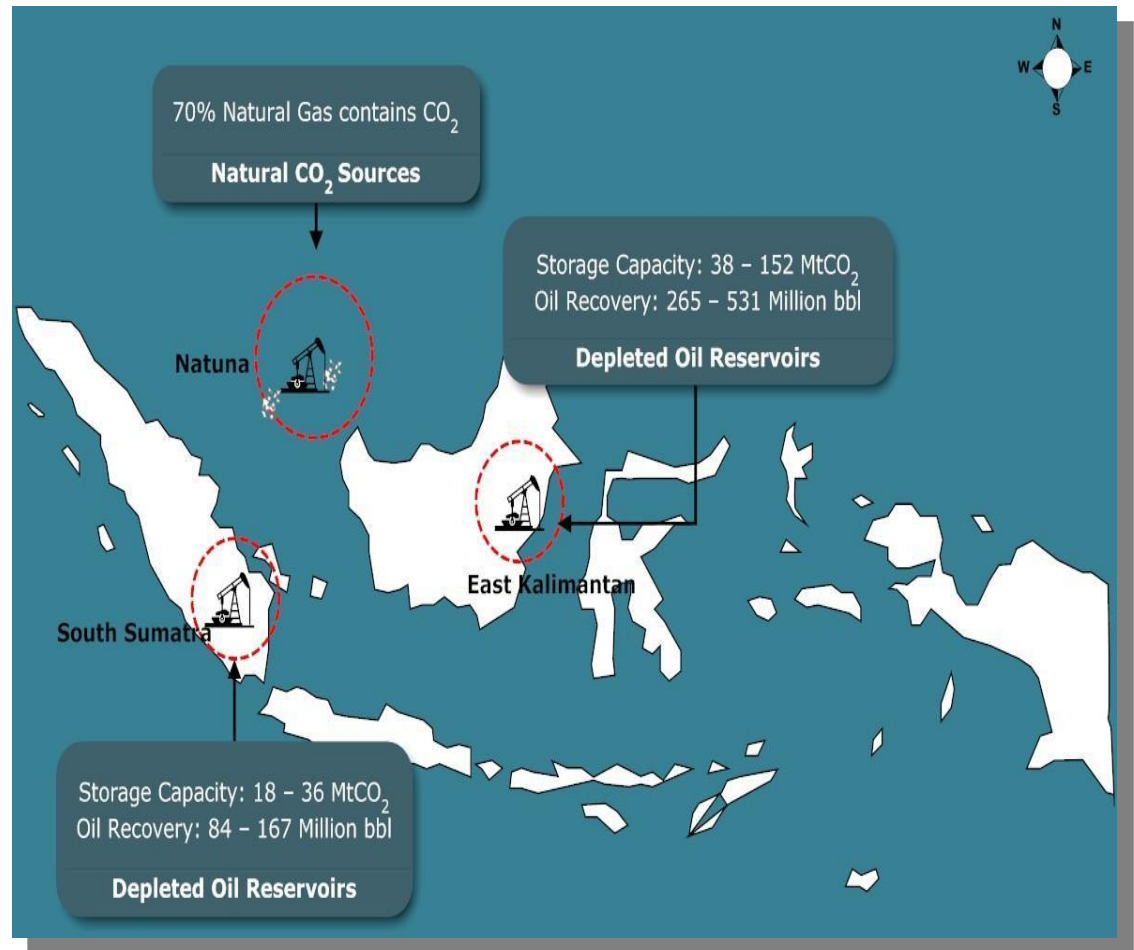 N
W E
S
70% Natural Gas contains CO₂
Natural CO₂ Sources
Storage Capacity: 38 – 152 MtCO₂
Oil Recovery: 265 – 531 Million bbl
Depleted Oil Reservoirs
Natuna
East Kalimantan
South Sumatra
Storage Capacity: 18 – 36 MtCO₂
Oil Recovery: 84 – 167 Million bbl
Depleted Oil Reservoirs